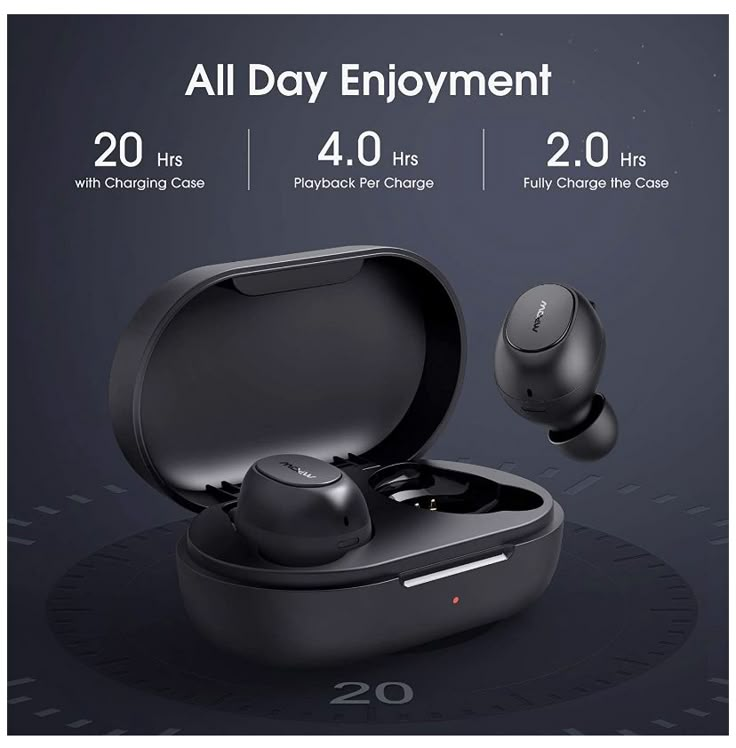 All Day Enjoyment
20 Hrs
with Charging Case
4.0 Hrs
Playback Per Charge
2.0 Hrs
Fully Charge the Case
mpow
mpow
20